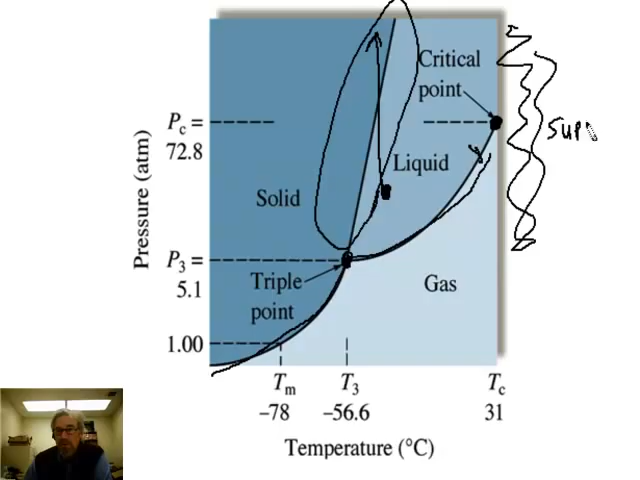 Critical
point
Pc =
72.8
SUP
Liquid
Solid
Pressure (atm)
P3 =
5.1
Triple
point
Gas
1.00
Tm
T3
Tc
–78
–56.6
31
Temperature (°C)